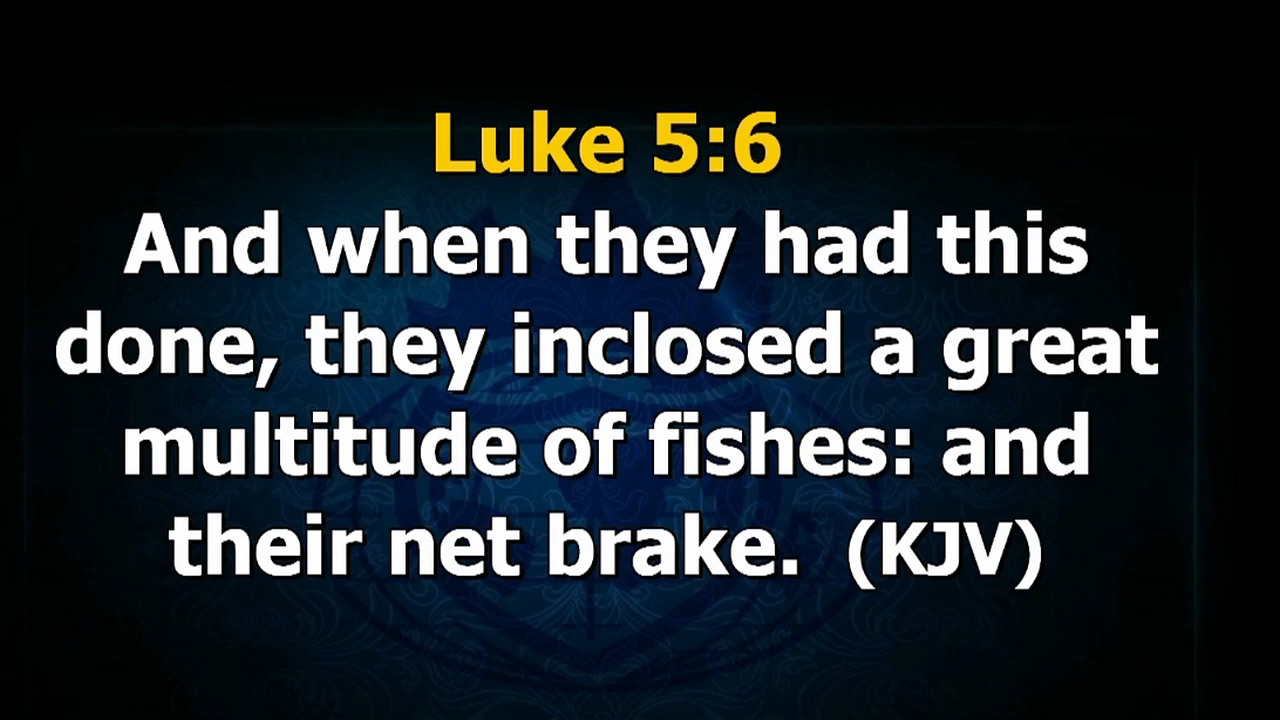 Luke 5:6
And when they had this
done, they inclosed a great
multitude of fishes: and
their net brake. (KJV)